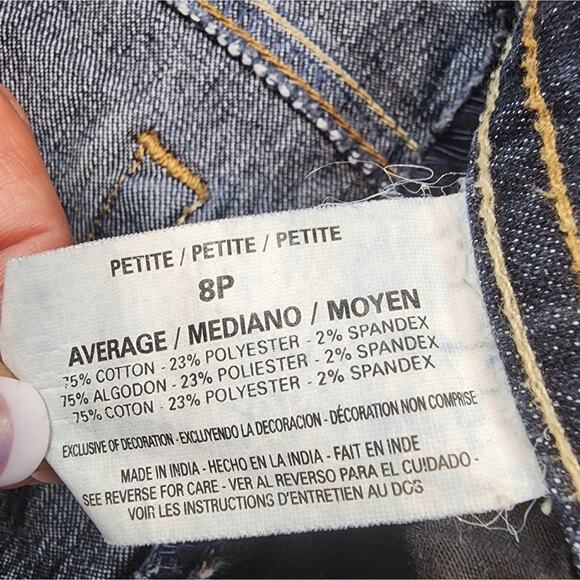 PETITE / PETITE / PETITE
8P
AVERAGE / MEDIANO / MOYEN
75% COTTON - 23% POLYESTER - 2% SPANDEX
75% ALGODON - 23% POLIESTER - 2% SPANDEX
75% COTON - 23% POLYESTER - 2% SPANDEX
EXCLUSIVE OF DECORATION - EXCLUYENDO LA DECORACION - DÉCORATION NON COMPRISE
MADE IN INDIA - HECHO EN LA INDIA - FAIT EN INDE
SEE REVERSE FOR CARE - VER AL REVERSO PARA EL CUIDADO -
VOIR LES INSTRUCTIONS D'ENTRETIEN AU DOS